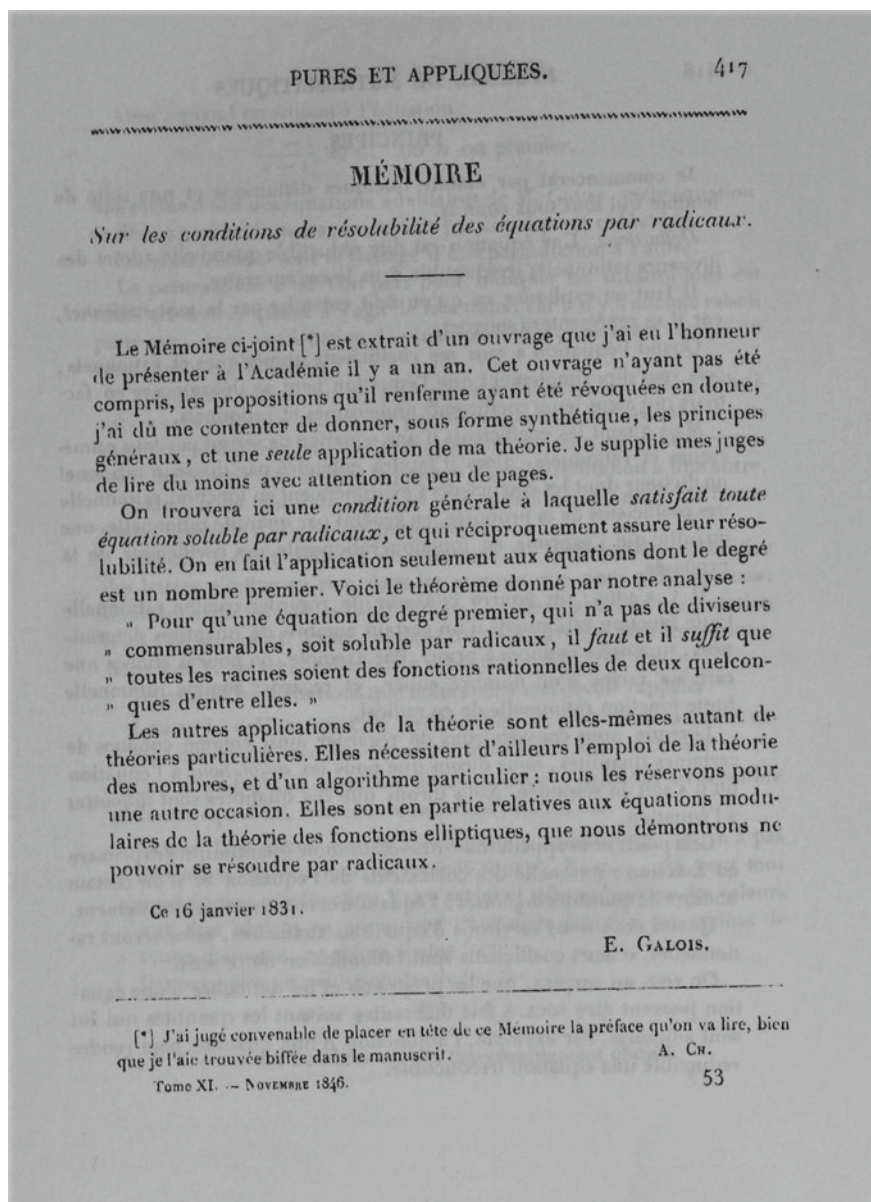 PURES ET APPLIQUÉES. 417
MÉMOIRE
Sur les conditions de résolubilité des équations par radicaux.
Le Mémoire ci-joint [*] est extrait d'un ouvrage que j'ai eu l'honneur
de présenter à l'Académie il y a un an. Cet ouvrage n'ayant pas été
compris, les propositions qu'il renferme ayant été révoquées en doute,
j'ai dû me contenter de donner, sous forme synthétique, les principes
généraux, et une seule application de ma théorie. Je supplie mes juges
de lire du moins avec attention ce peu de pages.
On trouvera ici une condition générale à laquelle satisfait toute
équation soluble par radicaux, et qui réciproquement assure leur réso-
lubilité. On en fait l'application seulement aux équations dont le degré
est un nombre premier. Voici le théorème donné par notre analyse :
« Pour qu'une équation de degré premier, qui n'a pas de diviseurs
» commensurables, soit soluble par radicaux, il faut et il suffit que
» toutes les racines soient des fonctions rationnelles de deux quelcon-
» ques d'entre elles. »
Les autres applications de la théorie sont elles-mêmes autant de
théories particulières. Elles nécessitent d'ailleurs l'emploi de la théorie
des nombres, et d'un algorithme particulier; nous les réservons pour
une autre occasion. Elles sont en partie relatives aux équations modu-
laires de la théorie des fonctions elliptiques, que nous démontrons ne
pouvoir se résoudre par radicaux.
Ce 16 janvier 1831.
E. GALOIS.
[*] J'ai jugé convenable de placer en tête de ce Mémoire la préface qu'on va lire, bien
que je l'aie trouvée biffée dans le manuscrit. A. CH.
Tome XI. — NOVEMBRE 1846. 53